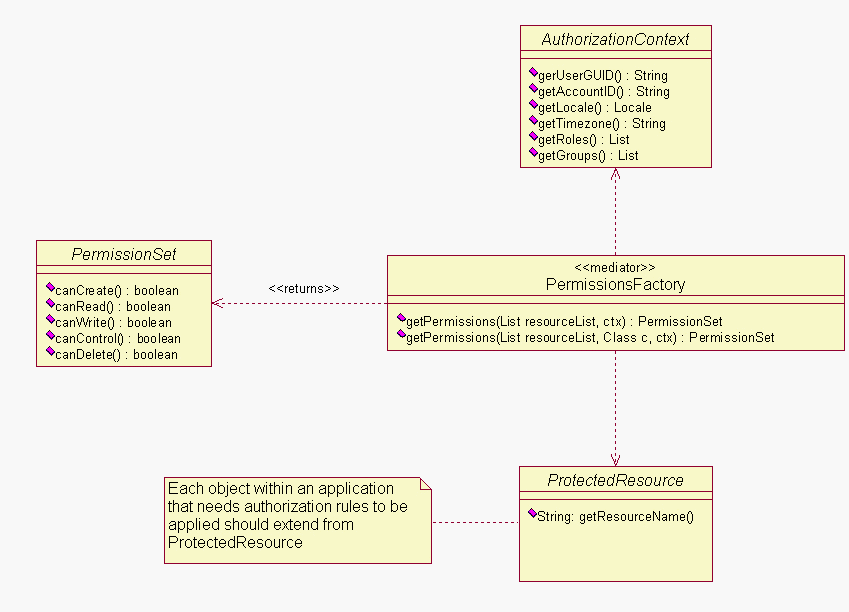 AuthorizationContext
gerUserGUID() : String
getAccountID() : String
getLocale() : Locale
getTimezone() : String
getRoles() : List
getGroups() : List
PermissionSet
canCreate() : boolean
canRead() : boolean
canWrite() : boolean
canControl() : boolean
canDelete() : boolean
<<returns>>
<<mediator>>
PermissionsFactory
getPermissions(List resourceList, ctx) : PermissionSet
getPermissions(List resourceList, Class c, ctx) : PermissionSet
Each object within an application
that needs authorization rules to be
applied should extend from
ProtectedResource
ProtectedResource
String: getResourceName()